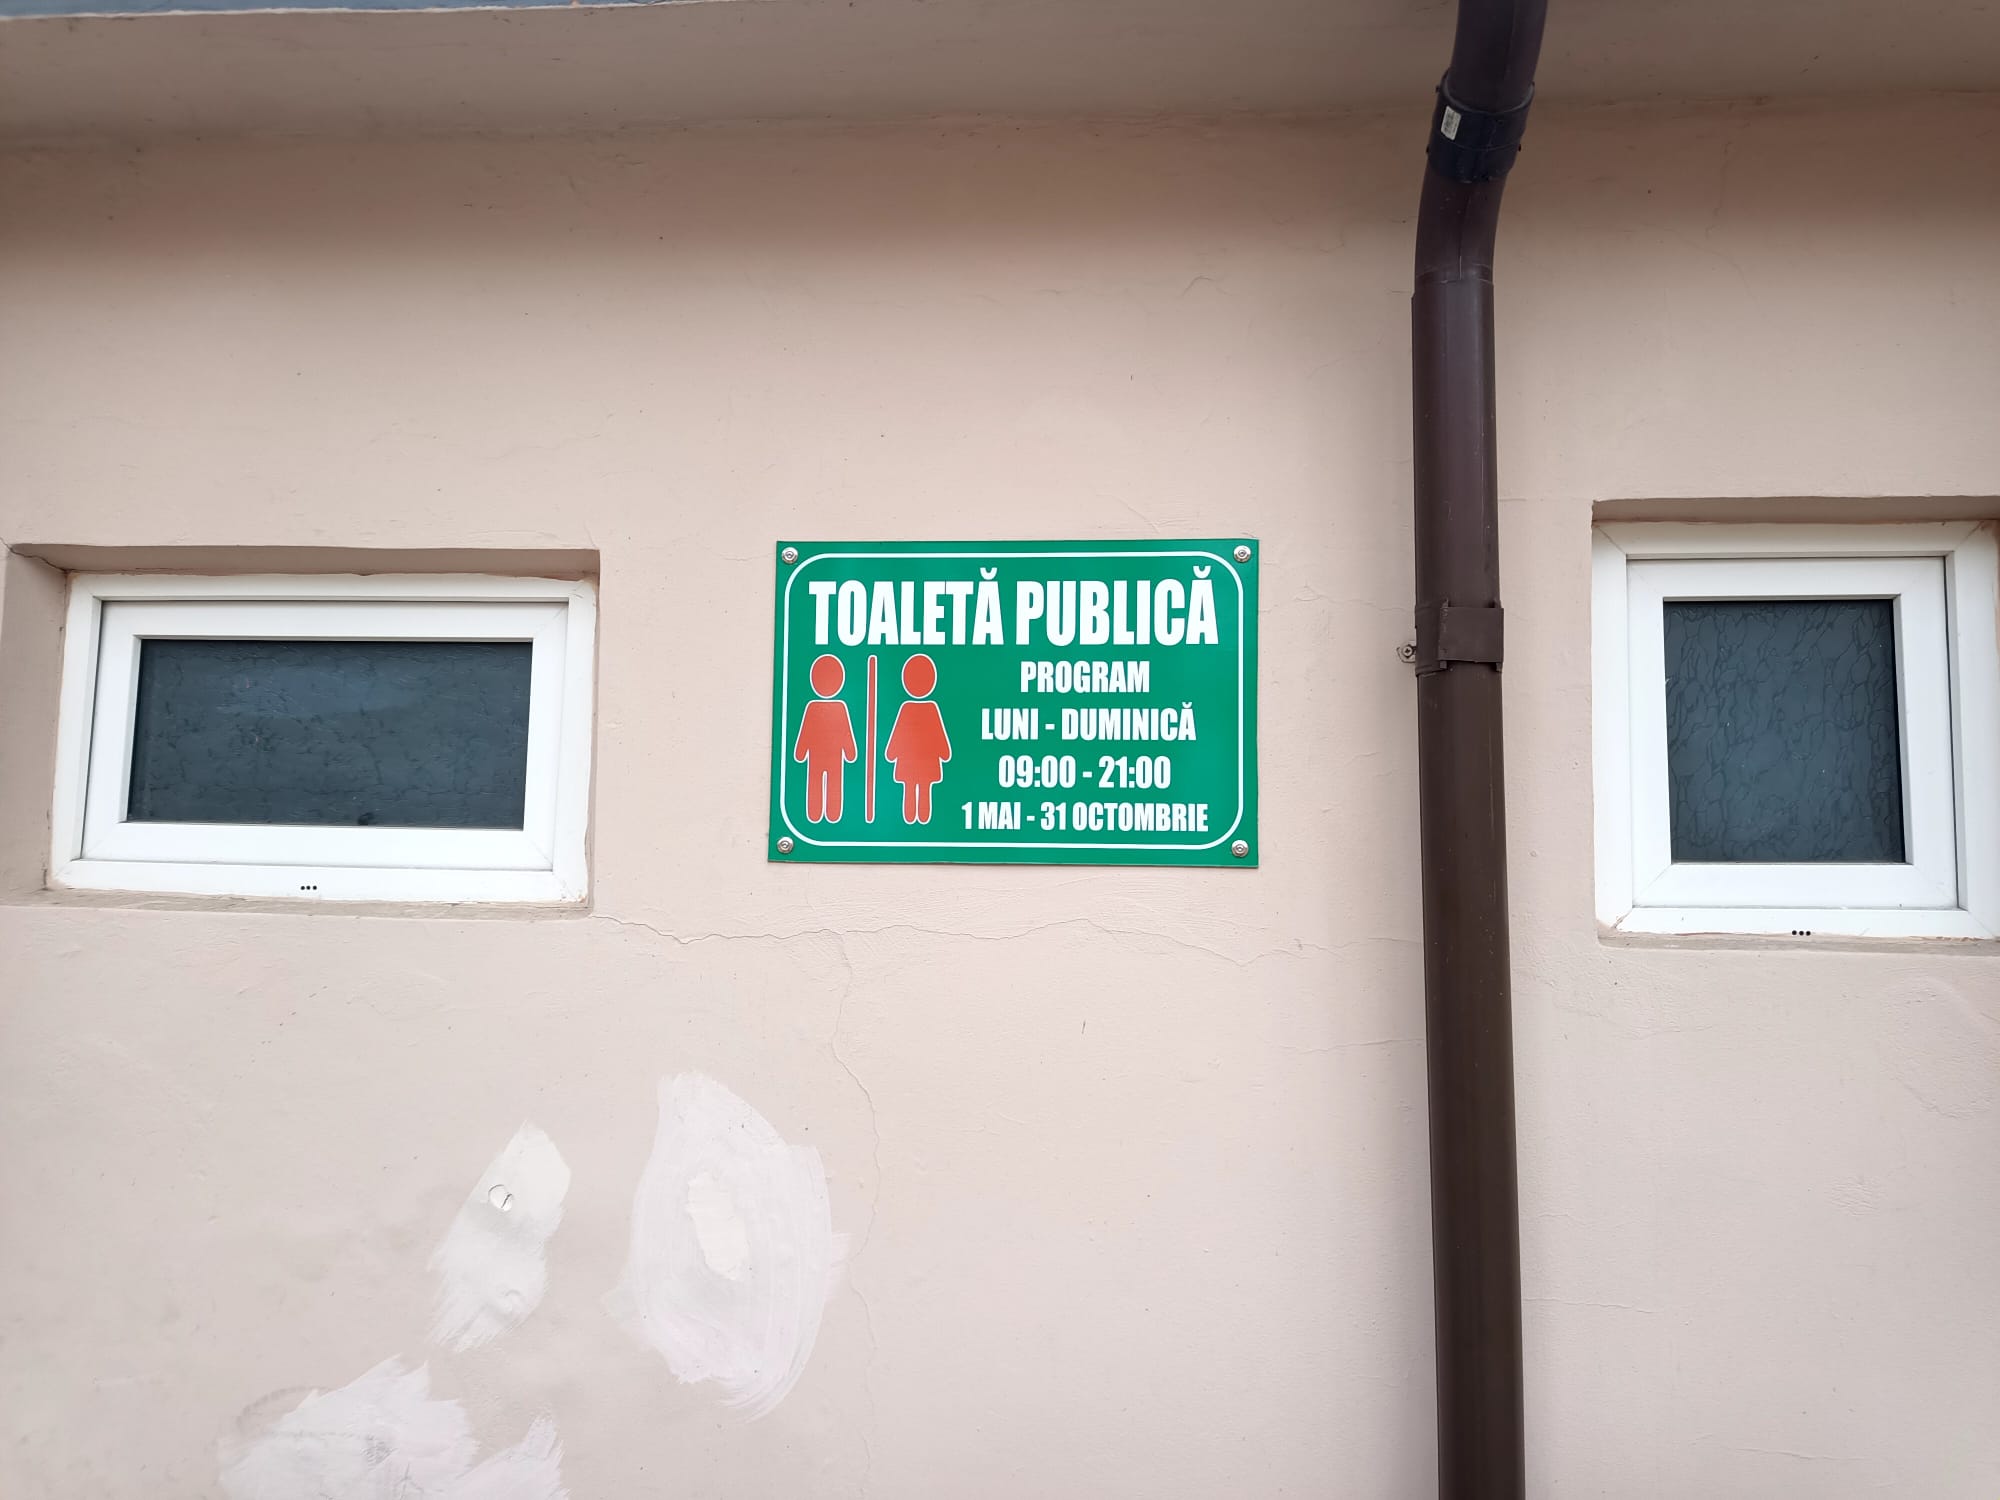 TOALETĂ PUBLICĂ
PROGRAM
LUNI - DUMINICĂ
09:00 - 21:00
1 MAI - 31 OCTOMBRIE